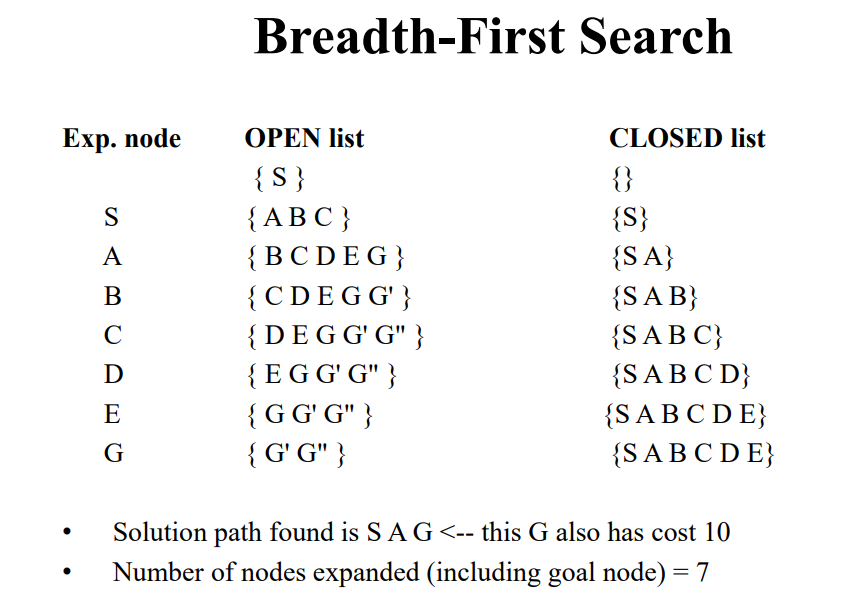 Breadth-First Search
Exp. node OPEN list CLOSED list
{ S } {}
S { A B C } {S}
A { B C D E G } {S A}
B { C D E G G' } {S A B}
C { D E G G' G" } {S A B C}
D { E G G' G" } {S A B C D}
E { G G' G" } {S A B C D E}
G { G' G" } {S A B C D E}
• Solution path found is S A G <-- this G also has cost 10
• Number of nodes expanded (including goal node) = 7